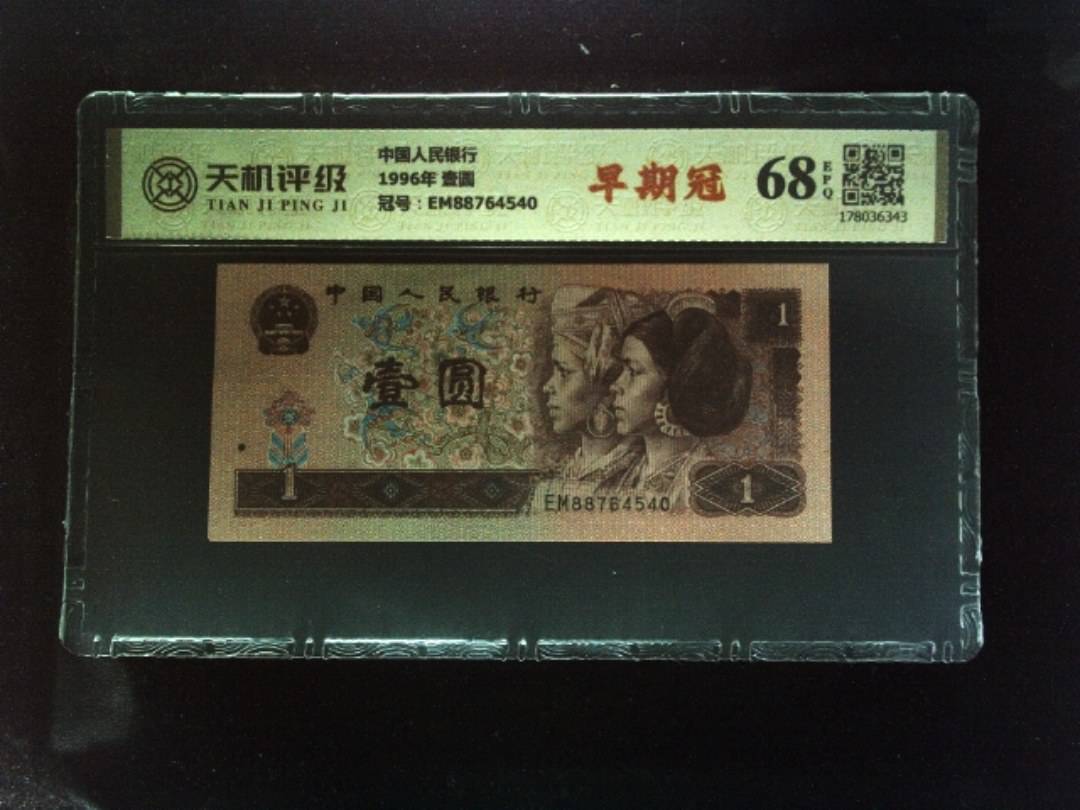 天机评级
TIAN JI PING JI
中国人民银行
1996年 壹圆
冠号：EM88764540
早期冠
68
EPQ
178036343
中国人民银行
1
壹圆
1
EM88764540
1